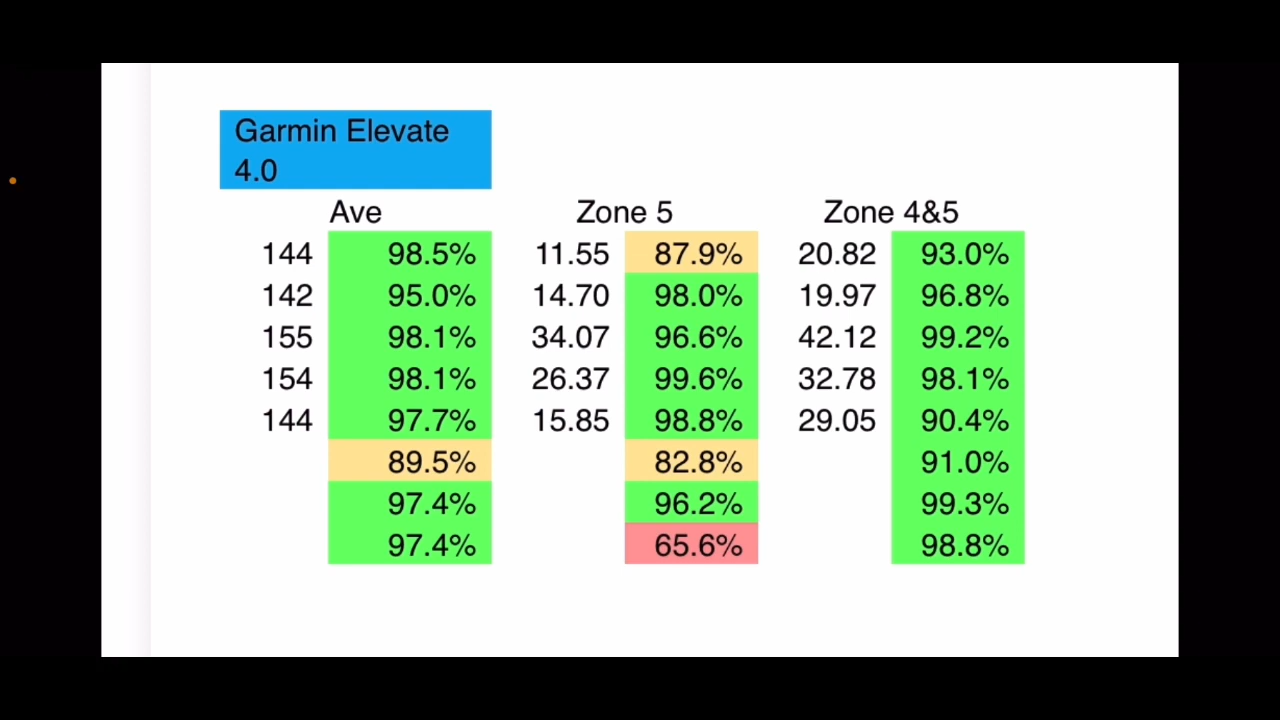 Garmin Elevate
4.0
Ave Zone 5 Zone 4&5
144 98.5% 11.55 87.9% 20.82 93.0%
142 95.0% 14.70 98.0% 19.97 96.8%
155 98.1% 34.07 96.6% 42.12 99.2%
154 98.1% 26.37 99.6% 32.78 98.1%
144 97.7% 15.85 98.8% 29.05 90.4%
89.5% 82.8% 91.0%
97.4% 96.2% 99.3%
97.4% 65.6% 98.8%